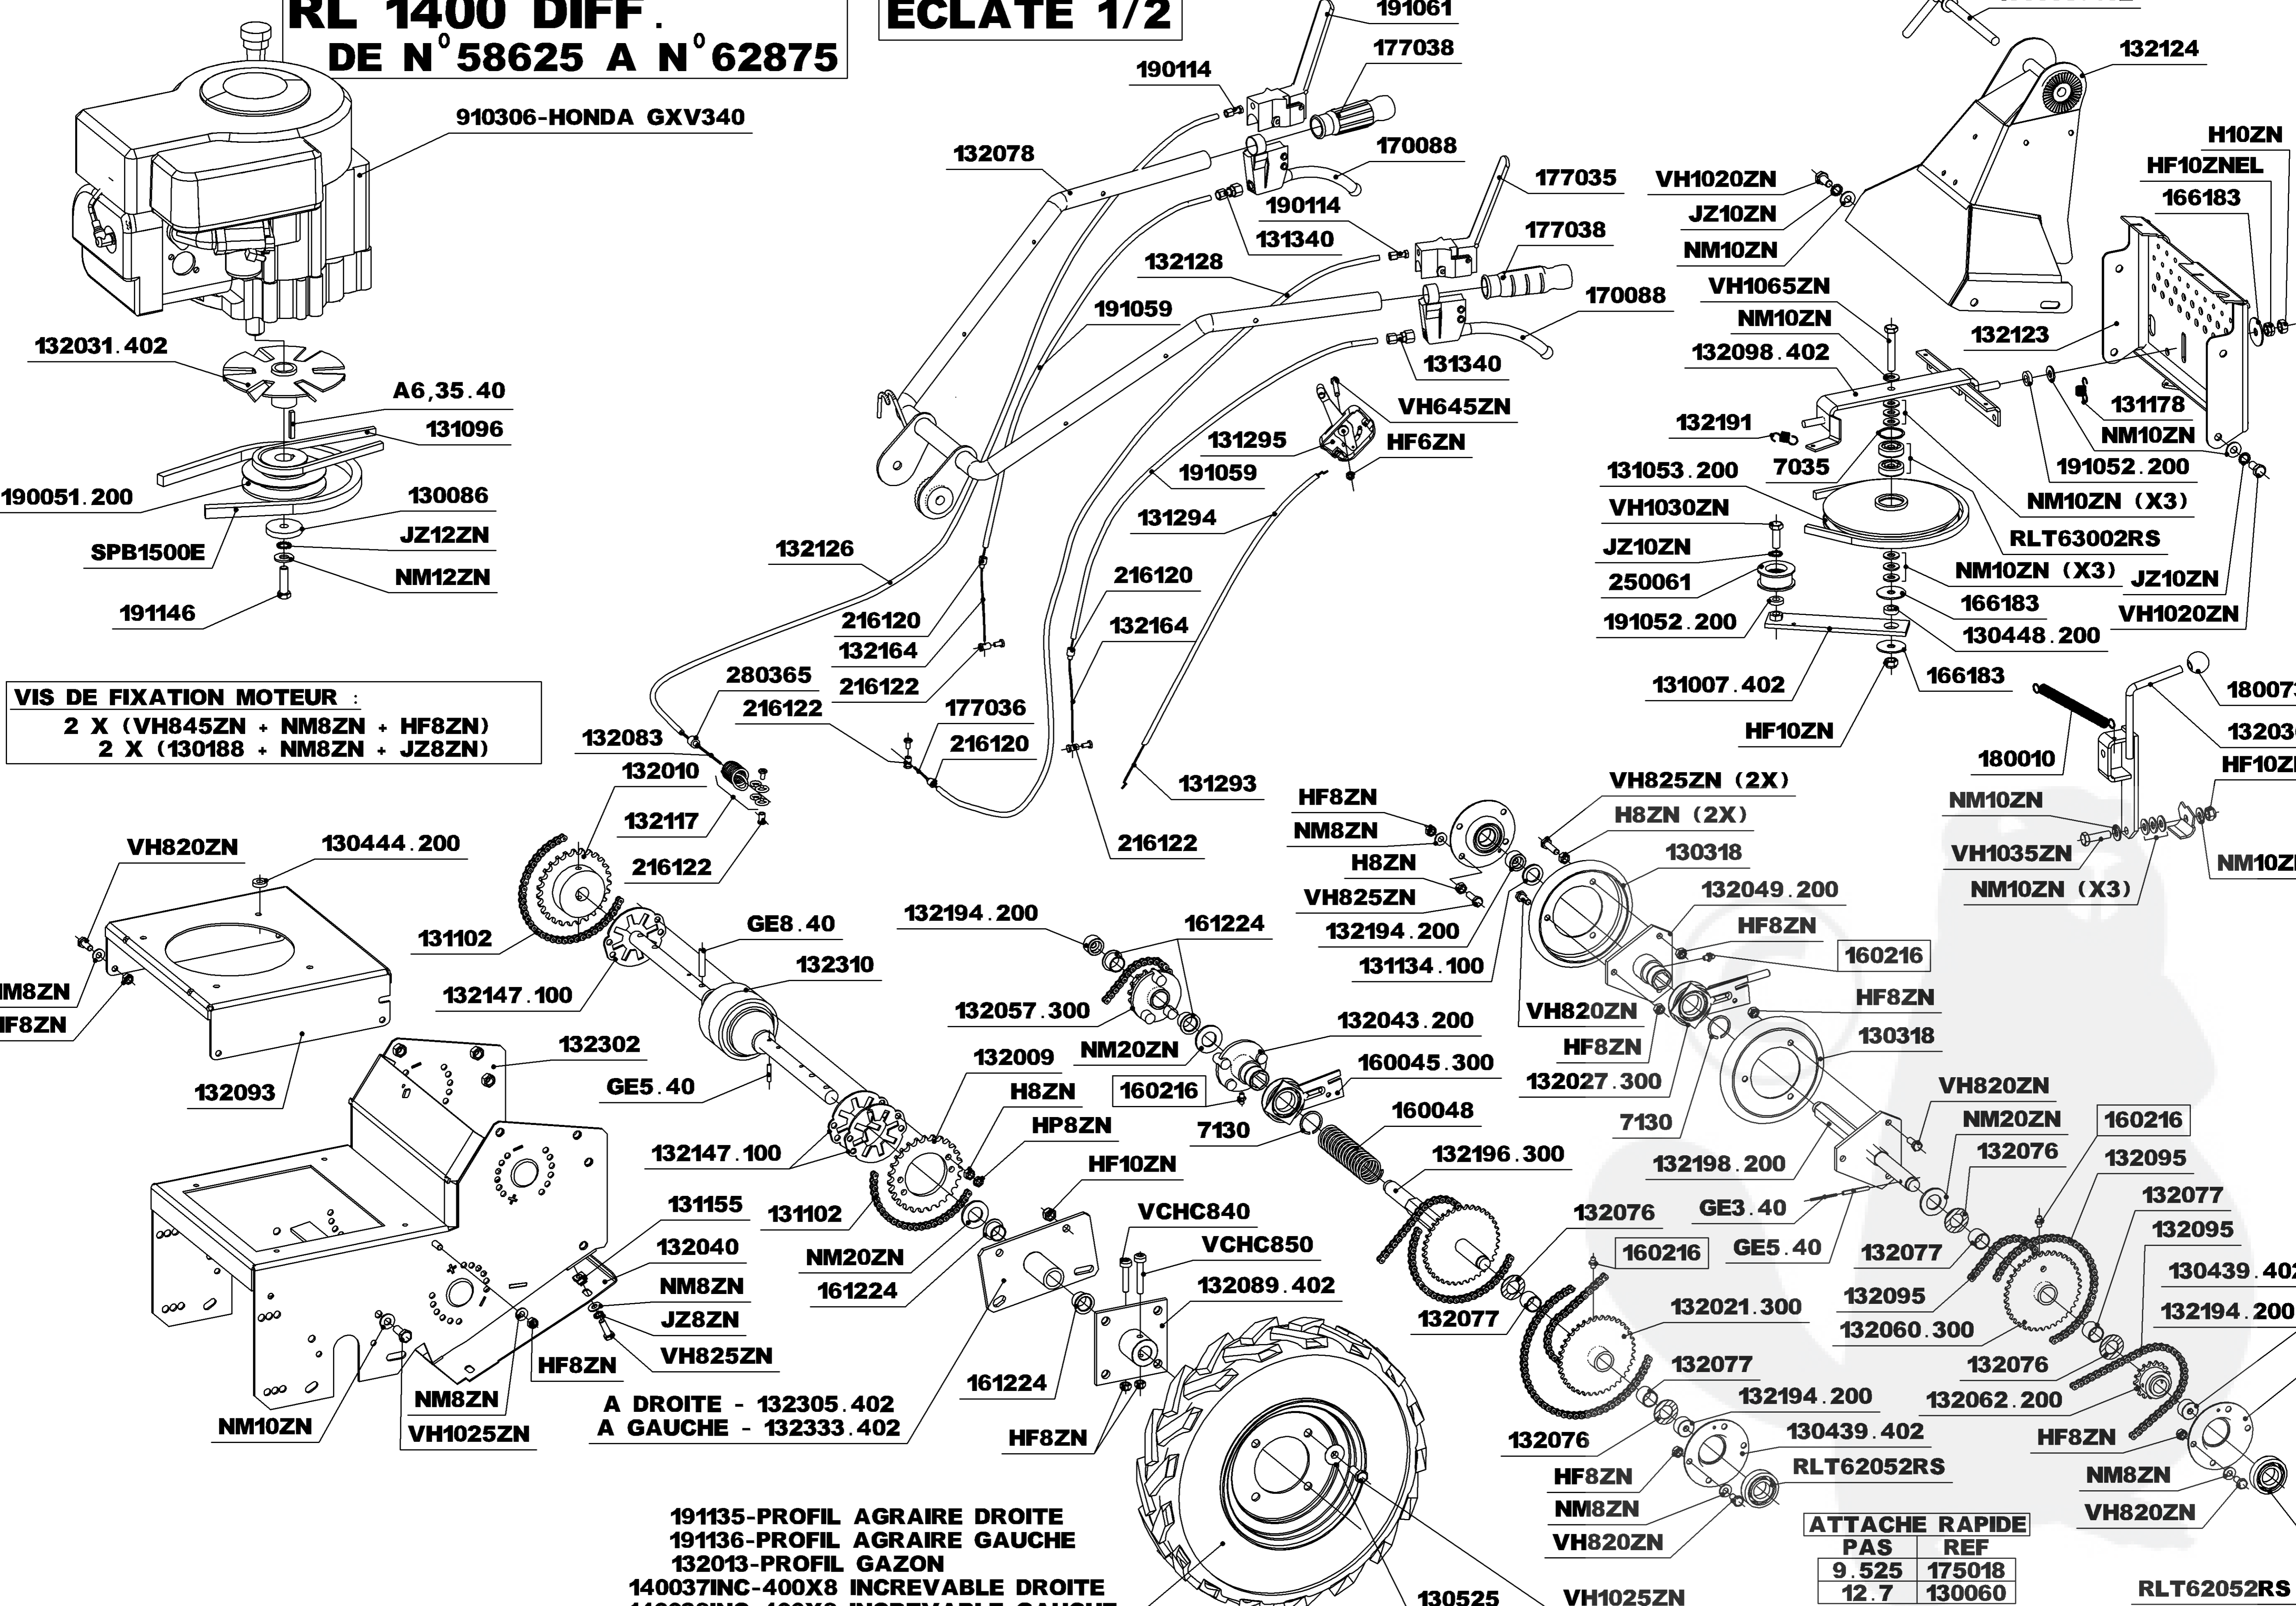 RL 1400 DIFF.
DE N°58625 A N°62875
ECLATE 1/2
910306-HONDA GXV340
132031.402
A6,35.40
131096
190051.200
130086
JZ12ZN
SPB1500E
NM12ZN
191146
VIS DE FIXATION MOTEUR :
2 X (VH845ZN + NM8ZN + HF8ZN)
2 X (130188 + NM8ZN + JZ8ZN)
191061
177038
190114
132078
170088
177035
190114
131340
177038
132128
191059
170088
131340
VH645ZN
131295
HF6ZN
191059
131294
132126
216120
132164
216122
216120
132164
280365
216122
177036
132083
216120
132010
131293
132117
216122
216122
132124
H10ZN
HF10ZNEL
166183
VH1020ZN
JZ10ZN
NM10ZN
VH1065ZN
NM10ZN
132098.402
132123
131178
132191
NM10ZN
131053.200
7035
191052.200
VH1030ZN
NM10ZN (X3)
JZ10ZN
RLT63002RS
250061
NM10ZN (X3)
JZ10ZN
166183
191052.200
VH1020ZN
130448.200
131007.402
166183
HF10ZN
180010
NM10ZN
VH1035ZN
NM10ZN (X3)
VH820ZN
130444.200
132093
132302
131102
GE8.40
132310
132147.100
GE5.40
132009
H8ZN
HP8ZN
132147.100
HF10ZN
131155
131102
VCHC840
132040
NM20ZN
VCHC850
NM8ZN
161224
132089.402
JZ8ZN
HF8ZN
VH825ZN
NM8ZN
NM10ZN
VH1025ZN
161224
A DROITE - 132305.402
A GAUCHE - 132333.402
HF8ZN
132194.200
161224
132057.300
132043.200
NM20ZN
160045.300
160216
160048
7130
132196.300
HF8ZN
VH825ZN (2X)
NM8ZN
H8ZN (2X)
H8ZN
130318
VH825ZN
132049.200
132194.200
HF8ZN
131134.100
160216
VH820ZN
HF8ZN
HF8ZN
130318
132027.300
VH820ZN
7130
NM20ZN
160216
132198.200
132076
132095
GE3.40
132077
132076
160216
GE5.40
132077
132095
132077
132021.300
132095
132060.300
132194.200
132077
132076
132194.200
132062.200
132076
130439.402
HF8ZN
HF8ZN
RLT62052RS
NM8ZN
NM8ZN
VH820ZN
VH820ZN
191135-PROFIL AGRAIRE DROITE
191136-PROFIL AGRAIRE GAUCHE
132013-PROFIL GAZON
140037INC-400X8 INCREVABLE DROITE
130525
VH1025ZN
ATTACHE RAPIDE
PAS REF
9.525 175018
12.7 130060
RLT62052RS